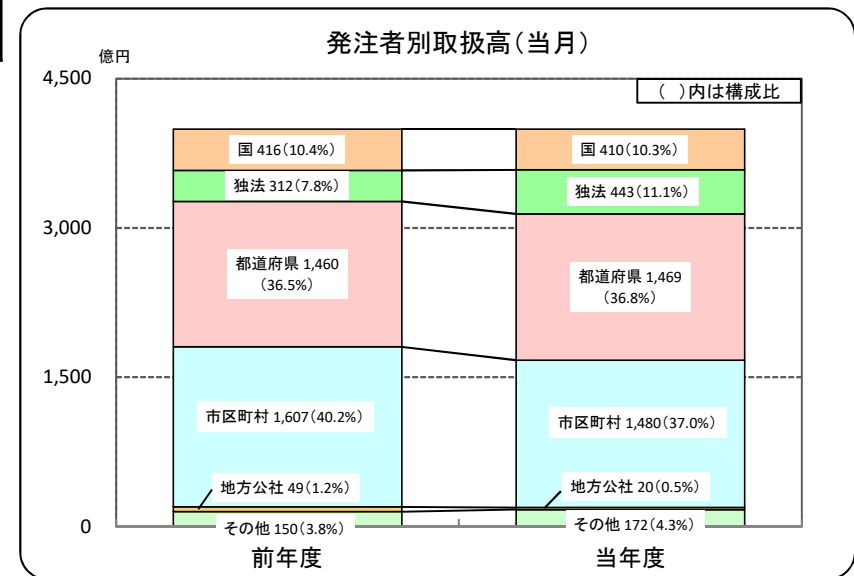 発注者別取扱高(当月)
億円
4,500
( )内は構成比
国 416(10.4%)
国 410(10.3%)
独法 312(7.8%)
独法 443(11.1%)
3,000
都道府県 1,460
(36.5%)
都道府県 1,469
(36.8%)
1,500
市区町村 1,607(40.2%)
市区町村 1,480(37.0%)
地方公社 49(1.2%)
地方公社 20(0.5%)
0
その他 150(3.8%)
その他 172(4.3%)
前年度
当年度